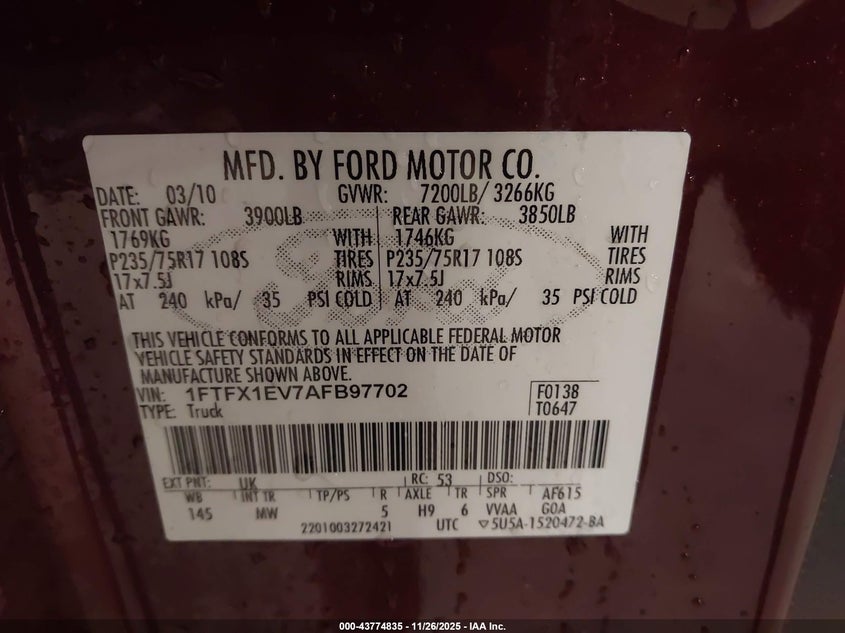 MFD. BY FORD MOTOR CO.
DATE: 03/10 GVWR: 7200LB/ 3266KG
FRONT GAWR: 3900LB REAR GAWR: 3850LB
1769KG WITH 1746KG WITH
P235/75R17 108S TIRES P235/75R17 108S TIRES
17x7.5J RIMS 17x7.5J RIMS
AT 240 kPa/ 35 PSI COLD AT 240 kPa/ 35 PSI COLD
THIS VEHICLE CONFORMS TO ALL APPLICABLE FEDERAL MOTOR
VEHICLE SAFETY STANDARDS IN EFFECT ON THE DATE OF
MANUFACTURE SHOWN ABOVE.
VIN: 1FTFX1EV7AFB97702 F0138
TYPE: Truck T0647
EXT PNT: UK RC: 53 DSO:
WB INT TR TP/PS R AXLE TR SPR AF615
145 MW 5 H9 6 VVAA GOA
2201003272421 UTC ▽5U5A-1520472-BA
000-43774835 - 11/26/2025 - IAA Inc.